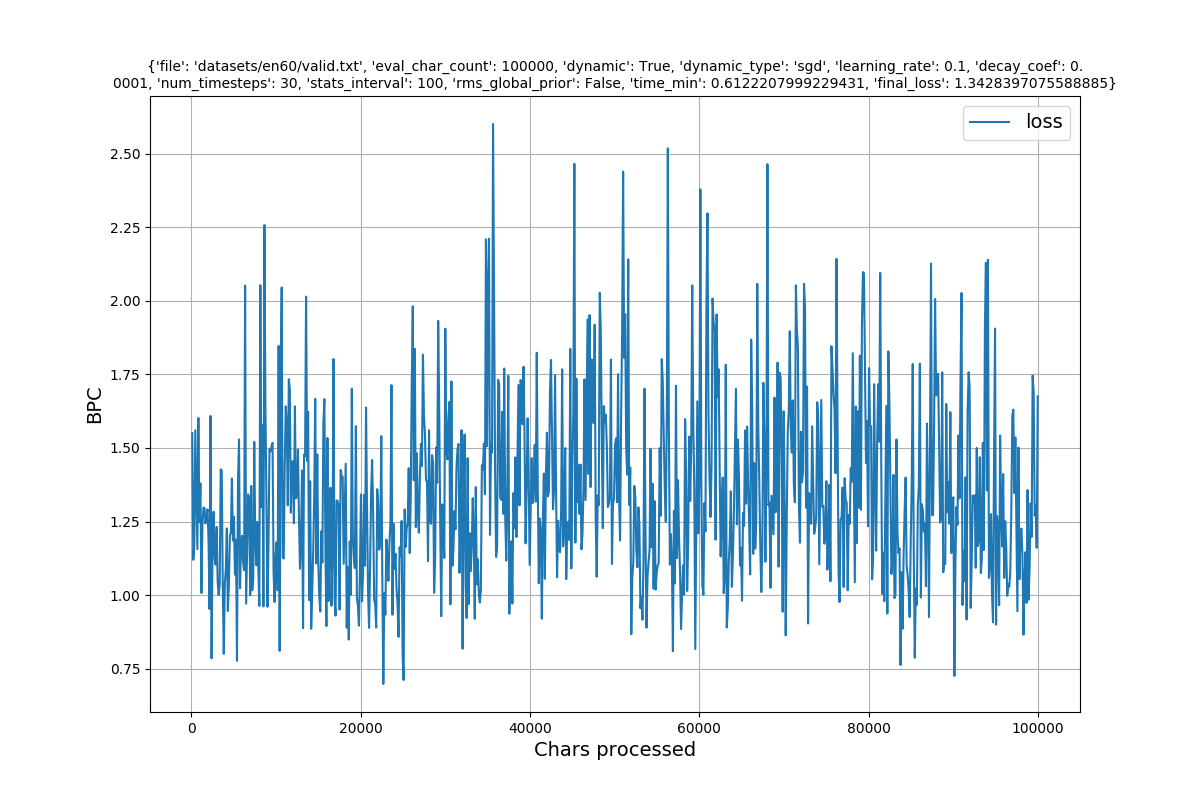 {'file': 'datasets/en60/valid.txt', 'eval_char_count': 100000, 'dynamic': True, 'dynamic_type': 'sgd', 'learning_rate': 0.1, 'decay_coef': 0.
0001, 'num_timesteps': 30, 'stats_interval': 100, 'rms_global_prior': False, 'time_min': 0.6122207999229431, 'final_loss': 1.3428397075588885}
loss
2.50
2.25
2.00
1.75
1.50
1.25
1.00
0.75
BPC
0 20000 40000 60000 80000 100000
Chars processed